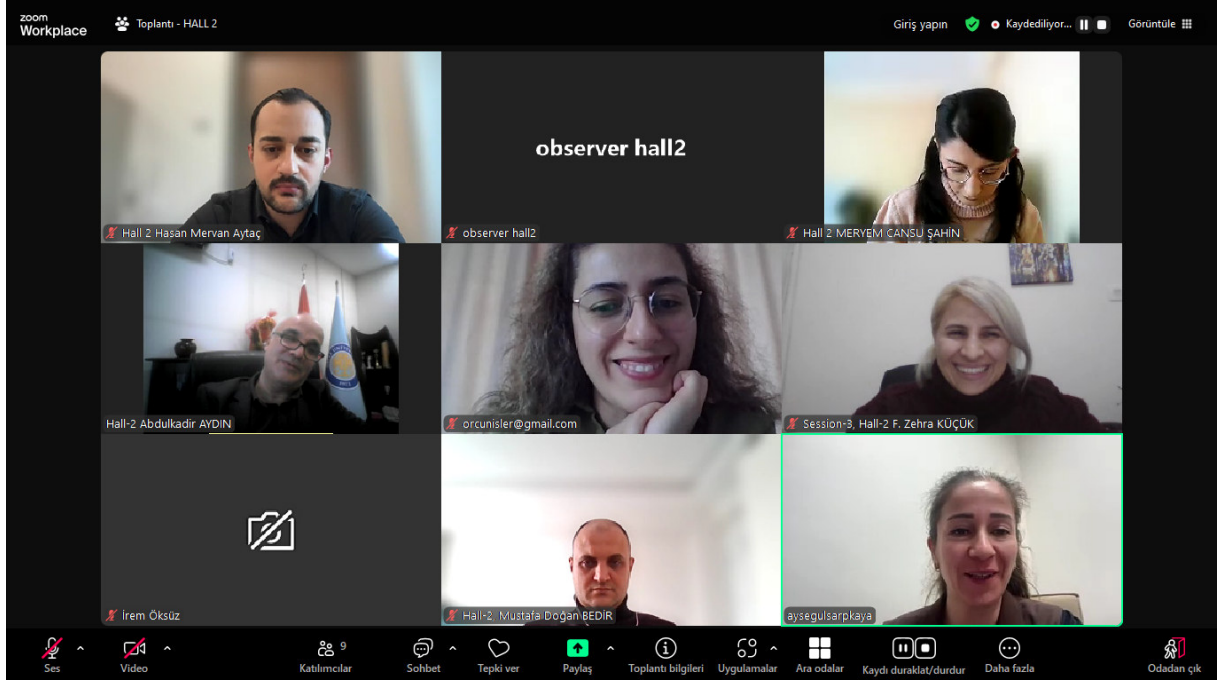 zoom
Workplace
Toplantı - HALL 2
Giriş yapın
Kaydediliyor...
Görüntüle
observer hall2
Hall 2 Hasan Mervan Aytaç
observer hall2
Hall 2 MERYEM CANSU ŞAHİN
Hall-2 Abdulkadir AYDIN
orcunisler@gmail.com
Session-3, Hall-2 F. Zehra KÜÇÜK
İrem Öksüz
Hall-2, Mustafa Doğan BEDİR
aysegulsarpkaya
9
Ses
Video
Katılımcılar
Sohbet
Tepki ver
Paylaş
Toplantı bilgileri
Uygulamalar
Ara odalar
Kaydı duraklat/durdur
Daha fazla
Odadan çık